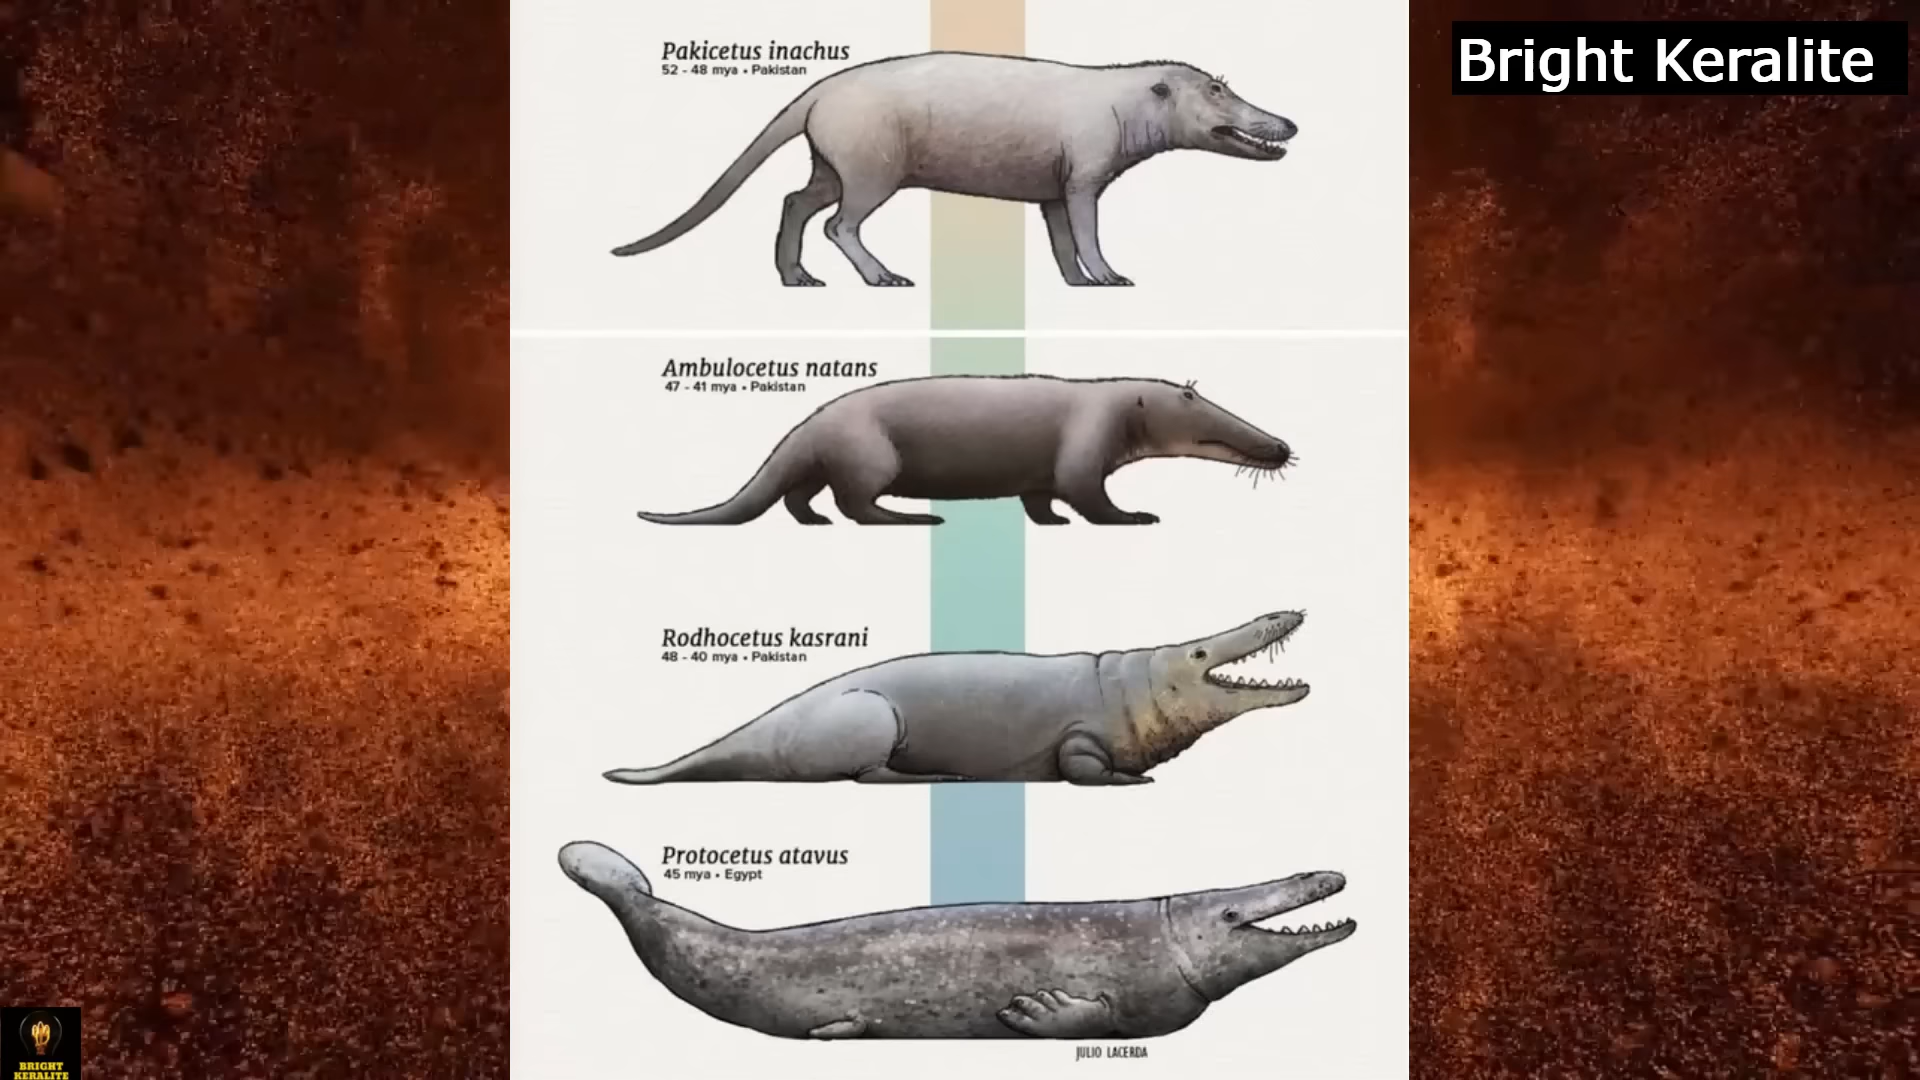 Bright Keralite
Pakicetus inachus
52 - 48 mya • Pakistan
Ambulocetus natans
47 - 41 mya • Pakistan
Rodhocetus kasrani
48 - 40 mya • Pakistan
Protocetus atavus
45 mya • Egypt
JULIO LACERDA
BRIGHT
KERALITE